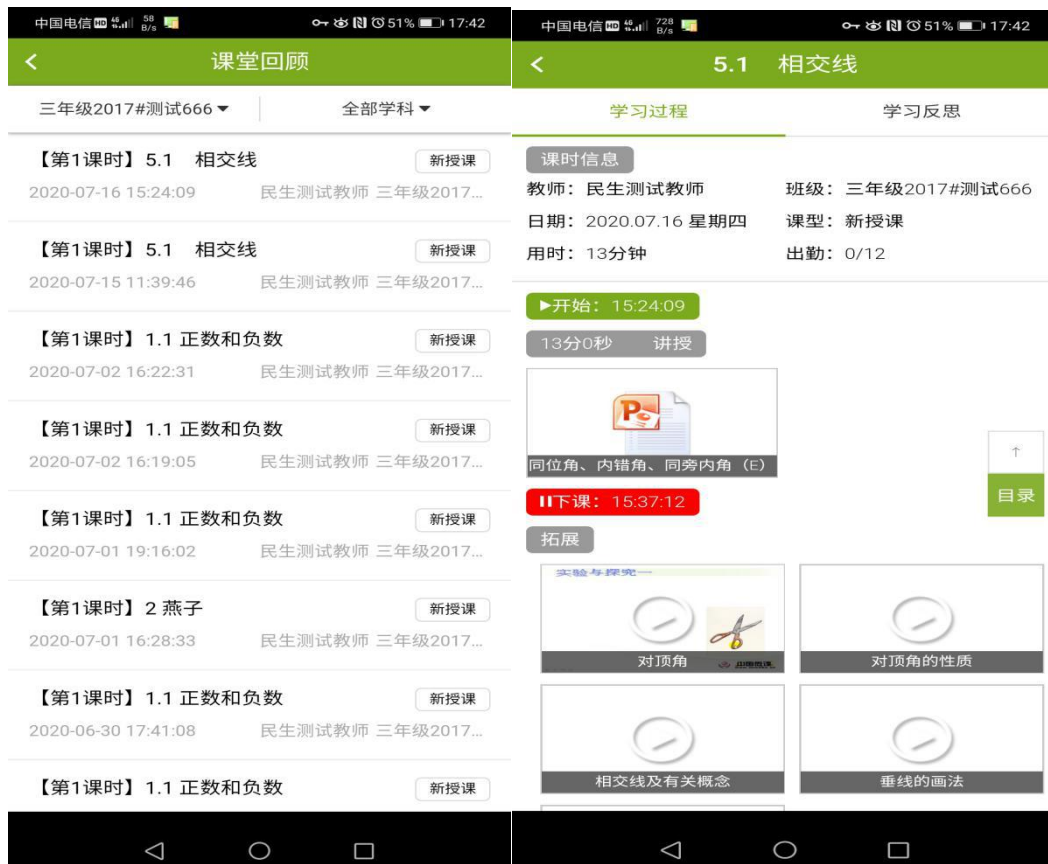 中国电信 HD 46 58 B/s 51% 17:42
课堂回顾
三年级2017#测试666 全部学科
【第1课时】5.1 相交线 新授课
2020-07-16 15:24:09 民生测试教师 三年级2017...
【第1课时】5.1 相交线 新授课
2020-07-15 11:39:46 民生测试教师 三年级2017...
【第1课时】1.1 正数和负数 新授课
2020-07-02 16:22:31 民生测试教师 三年级2017...
【第1课时】1.1 正数和负数 新授课
2020-07-02 16:19:05 民生测试教师 三年级2017...
【第1课时】1.1 正数和负数 新授课
2020-07-01 19:16:02 民生测试教师 三年级2017...
【第1课时】2 燕子 新授课
2020-07-01 16:28:33 民生测试教师 三年级2017...
【第1课时】1.1 正数和负数 新授课
2020-06-30 17:41:08 民生测试教师 三年级2017...
【第1课时】1.1 正数和负数 新授课
中国电信 HD 46 728 B/s 51% 17:42
5.1 相交线
学习过程 学习反思
课时信息
教师：民生测试教师 班级：三年级2017#测试666
日期：2020.07.16 星期四 课型：新授课
用时：13分钟 出勤：0/12
▶开始：15:24:09
13分0秒 讲授
同位角、内错角、同旁内角（E）
↑
目录
下课：15:37:12
拓展
实验与探究一
对顶角 对顶角的性质
相交线及有关概念 垂线的画法